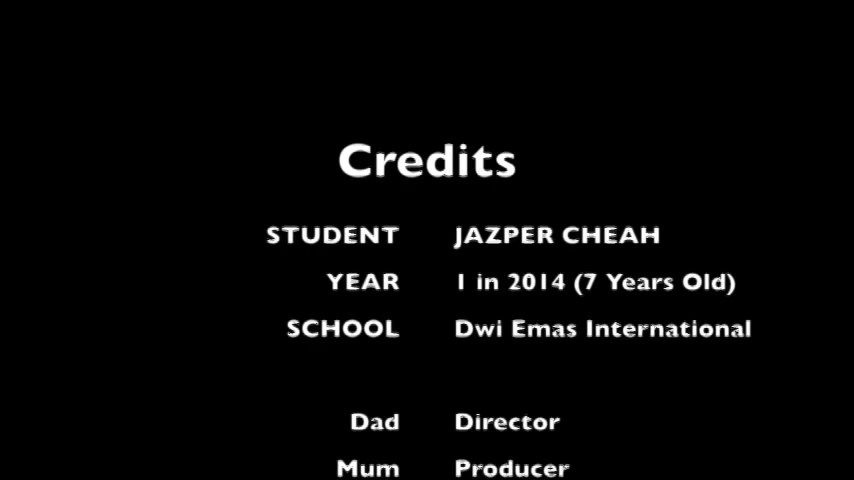 Credits
STUDENT JAZPER CHEAH
YEAR 1 in 2014 (7 Years Old)
SCHOOL Dwi Emas International
Dad Director
Mum Producer